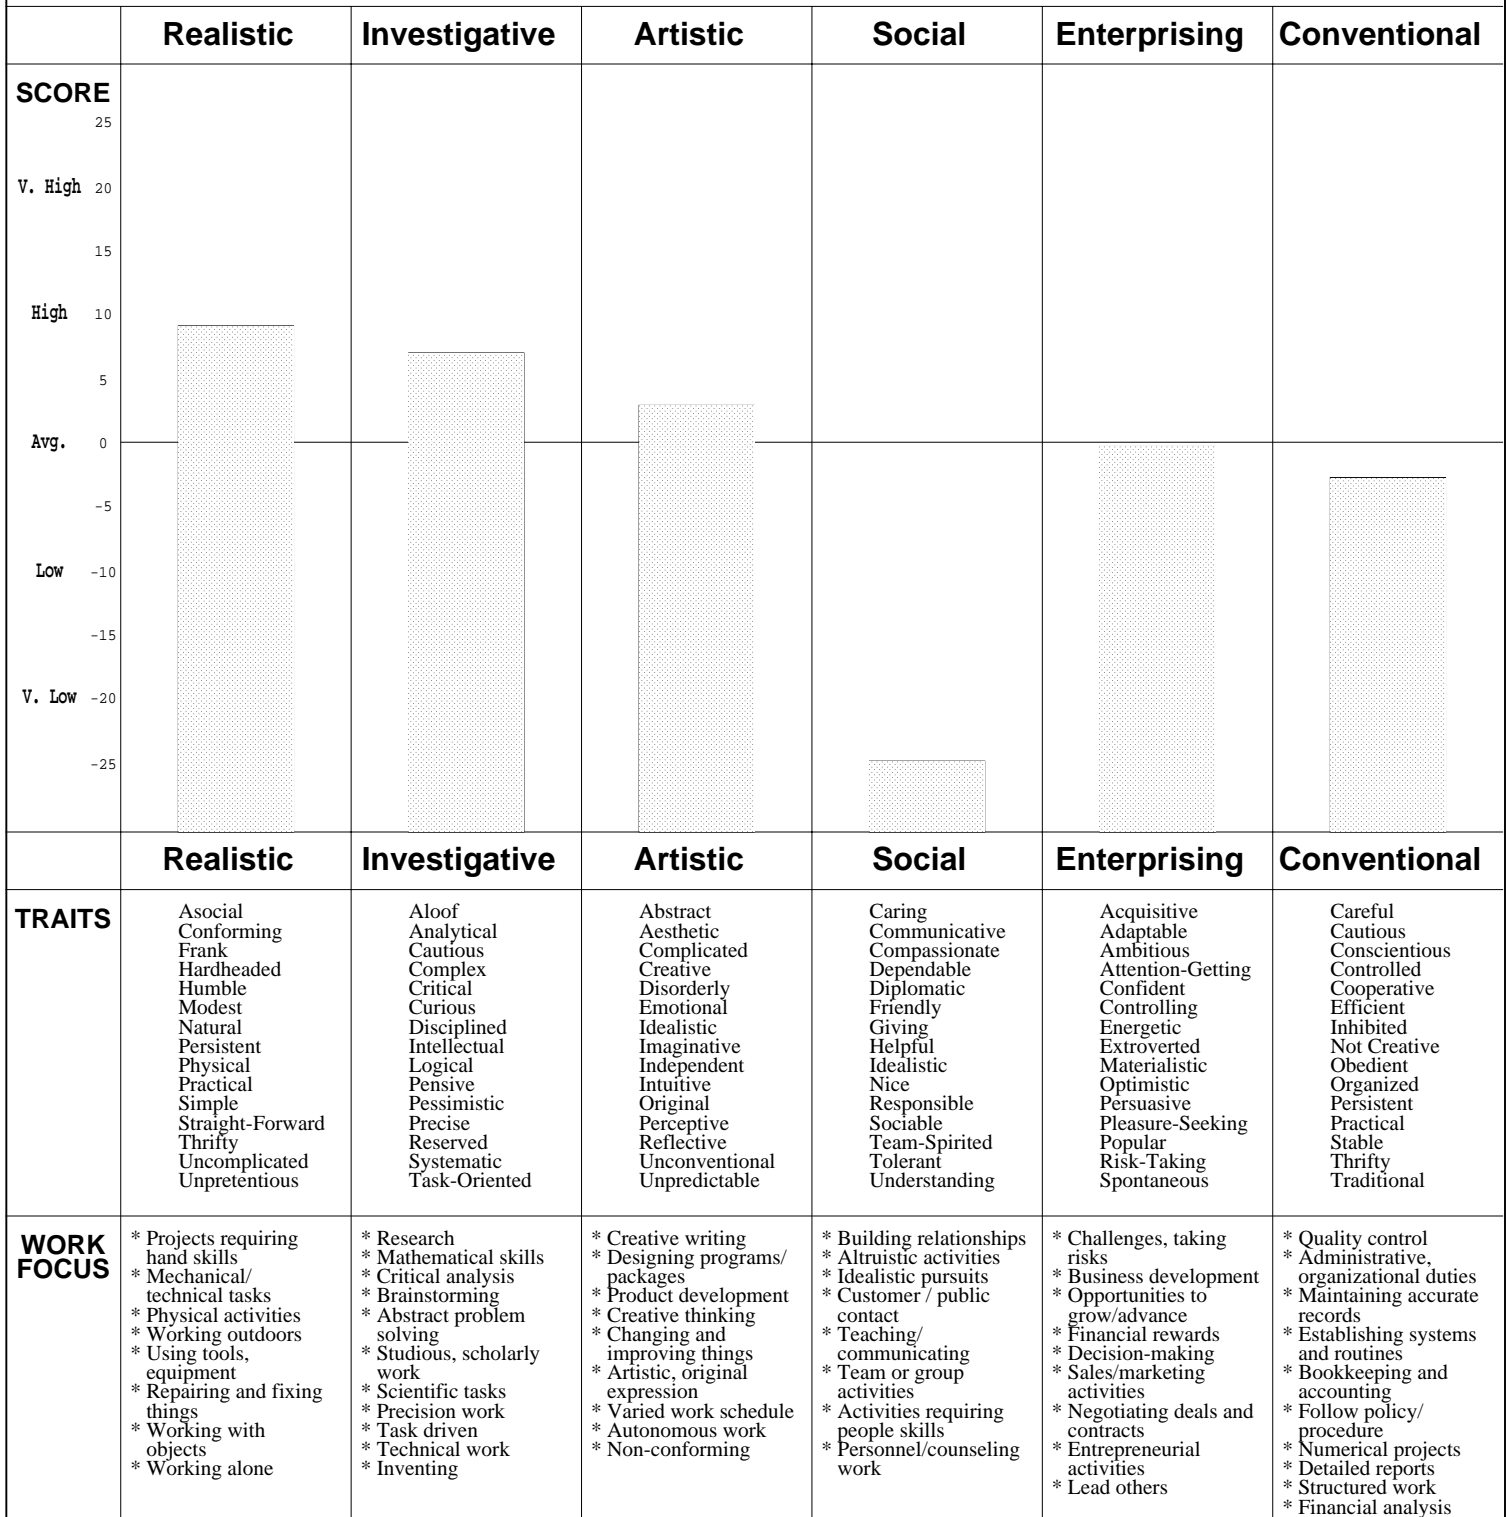 Realistic Investigative Artistic Social Enterprising Conventional
SCORE
25
V. High 20
15
High 10
5
Avg. 0
-5
Low -10
-15
V. Low -20
-25
Realistic Investigative Artistic Social Enterprising Conventional
TRAITS
Asocial
Conforming
Frank
Hardheaded
Humble
Modest
Natural
Persistent
Physical
Practical
Simple
Straight-Forward
Thrifty
Uncomplicated
Unpretentious
Aloof
Analytical
Cautious
Complex
Critical
Curious
Disciplined
Intellectual
Logical
Pensive
Pessimistic
Precise
Reserved
Systematic
Task-Oriented
Abstract
Aesthetic
Complicated
Creative
Disorderly
Emotional
Idealistic
Imaginative
Independent
Intuitive
Original
Perceptive
Reflective
Unconventional
Unpredictable
Caring
Communicative
Compassionate
Dependable
Diplomatic
Friendly
Giving
Helpful
Idealistic
Nice
Responsible
Sociable
Team-Spirited
Tolerant
Understanding
Acquisitive
Adaptable
Ambitious
Attention-Getting
Confident
Controlling
Energetic
Extroverted
Materialistic
Optimistic
Persuasive
Pleasure-Seeking
Popular
Risk-Taking
Spontaneous
Careful
Cautious
Conscientious
Controlled
Cooperative
Efficient
Inhibited
Not Creative
Obedient
Organized
Persistent
Practical
Stable
Thrifty
Traditional
WORK
FOCUS
* Projects requiring
hand skills
* Mechanical/
technical tasks
* Physical activities
* Working outdoors
* Using tools,
equipment
* Repairing and fixing
things
* Working with
objects
* Working alone
* Research
* Mathematical skills
* Critical analysis
* Brainstorming
* Abstract problem
solving
* Studious, scholarly
work
* Scientific tasks
* Precision work
* Task driven
* Technical work
* Inventing
* Creative writing
* Designing programs/
packages
* Product development
* Creative thinking
* Changing and
improving things
* Artistic, original
expression
* Varied work schedule
* Autonomous work
* Non-conforming
* Building relationships
* Altruistic activities
* Idealistic pursuits
* Customer / public
contact
* Teaching/
communicating
* Team or group
activities
* Activities requiring
people skills
* Personnel/counseling
work
* Challenges, taking
risks
* Business development
* Opportunities to
grow/advance
* Financial rewards
* Decision-making
* Sales/marketing
activities
* Negotiating deals and
contracts
* Entrepreneurial
activities
* Lead others
* Quality control
* Administrative,
organizational duties
* Maintaining accurate
records
* Establishing systems
and routines
* Bookkeeping and
accounting
* Follow policy/
procedure
* Numerical projects
* Detailed reports
* Structured work
* Financial analysis